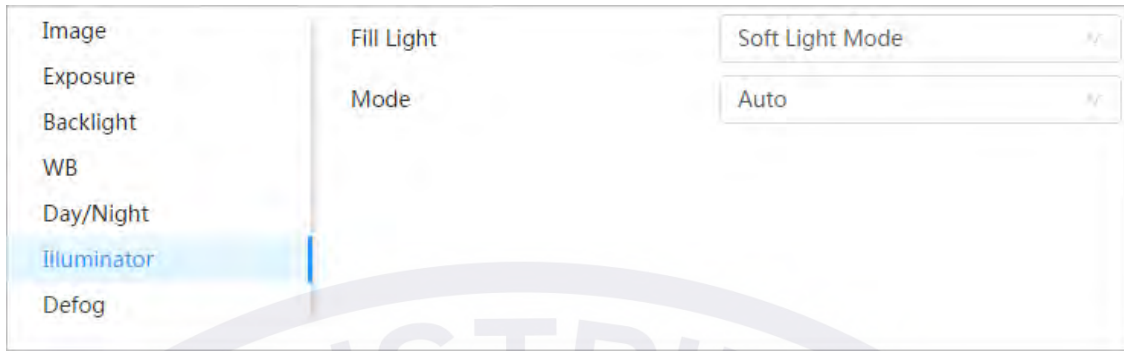 Image
Exposure
Backlight
WB
Day/Night
Illuminator
Defog
Fill Light
Soft Light Mode
Mode
Auto